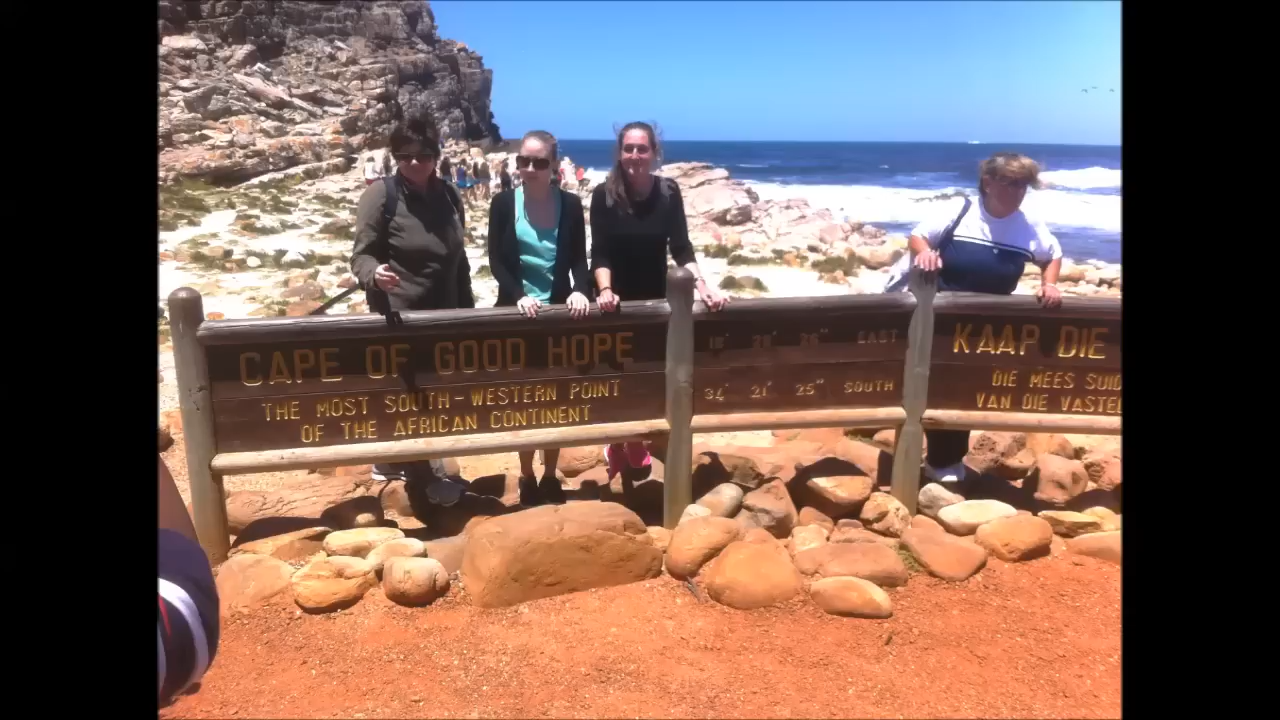 CAPE OF GOOD HOPE
THE MOST SOUTH-WESTERN POINT
OF THE AFRICAN CONTINENT
18° 28' 26" EAST
34° 21' 25" SOUTH
KAAP DIE
DIE MEES SUID
VAN DIE VASTEL